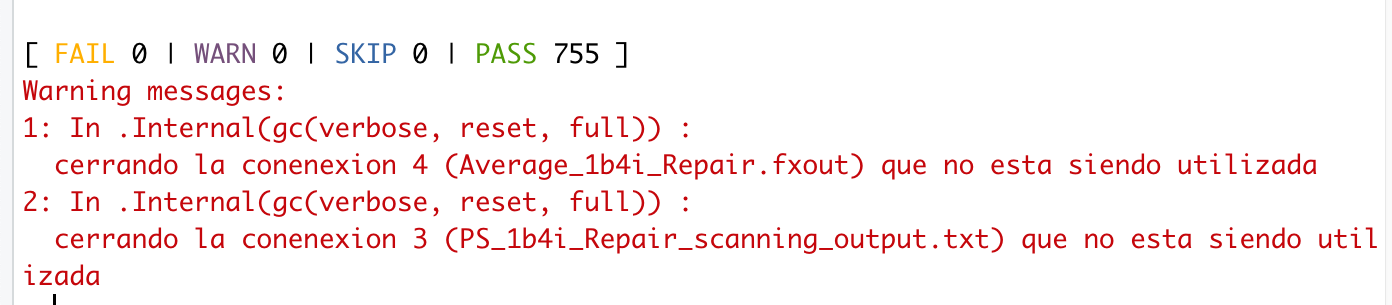 [ FAIL 0 | WARN 0 | SKIP 0 | PASS 755 ]
Warning messages:
1: In .Internal(gc(verbose, reset, full)) :
  cerrando la conenexion 4 (Average_1b4i_Repair.fxout) que no esta siendo utilizada
2: In .Internal(gc(verbose, reset, full)) :
  cerrando la conenexion 3 (PS_1b4i_Repair_scanning_output.txt) que no esta siendo util
izada